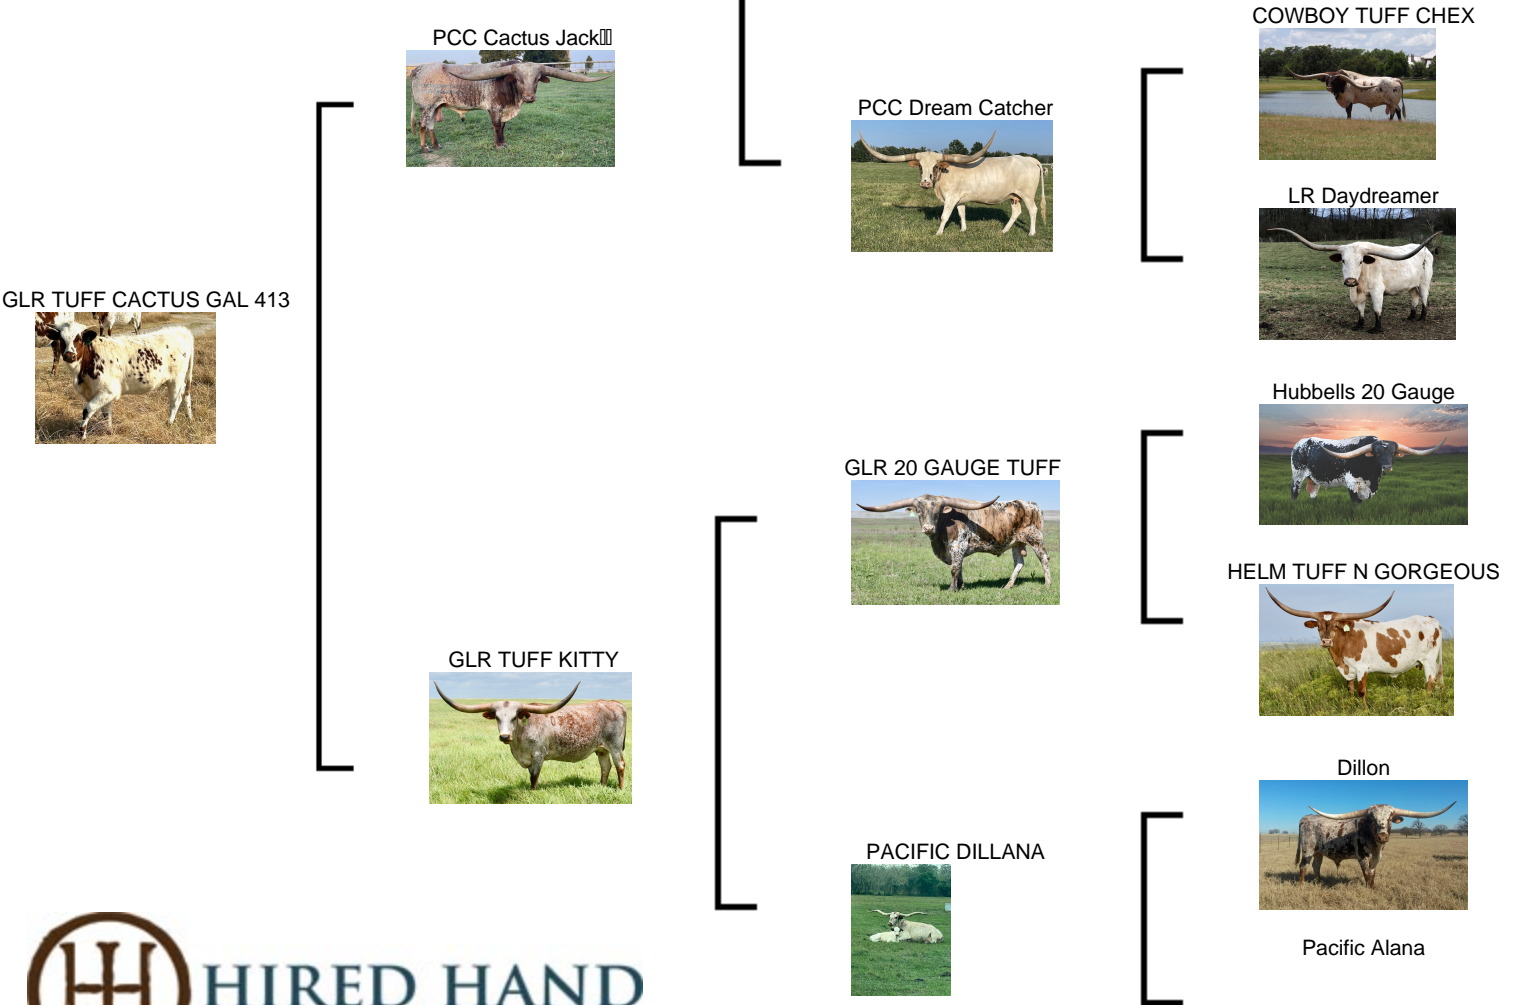 COWBOY TUFF CHEX
PCC Cactus Jack
PCC Dream Catcher
LR Daydreamer
GLR TUFF CACTUS GAL 413
Hubbells 20 Gauge
GLR 20 GAUGE TUFF
HELM TUFF N GORGEOUS
GLR TUFF KITTY
Dillon
PACIFIC DILLANA
Pacific Alana
HIRED HAND